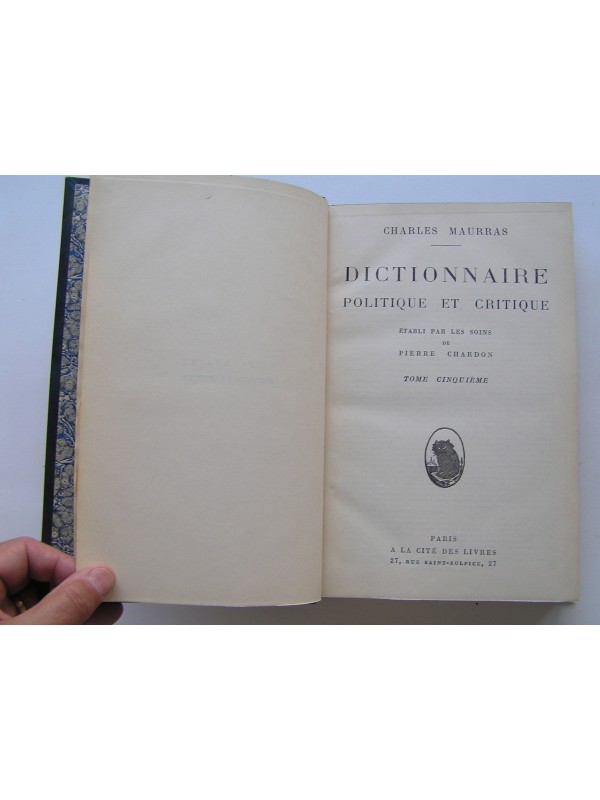 CHARLES MAURRAS
DICTIONNAIRE
POLITIQUE ET CRITIQUE
ÉTABLI PAR LES SOINS
DE
PIERRE CHARDON
TOME CINQUIÈME
PARIS
A LA CITÉ DES LIVRES
27, RUE SAINT-SULPICE, 27